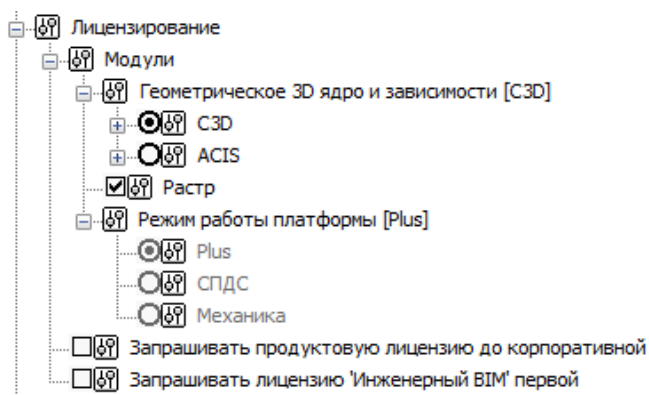 Лицензирование
Модули
Геометрическое 3D ядро и зависимости [C3D]
C3D
ACIS
Растр
Режим работы платформы [Plus]
Plus
СПДС
Механика
Запрашивать продуктовую лицензию до корпоративной
Запрашивать лицензию 'Инженерный BIM' первой